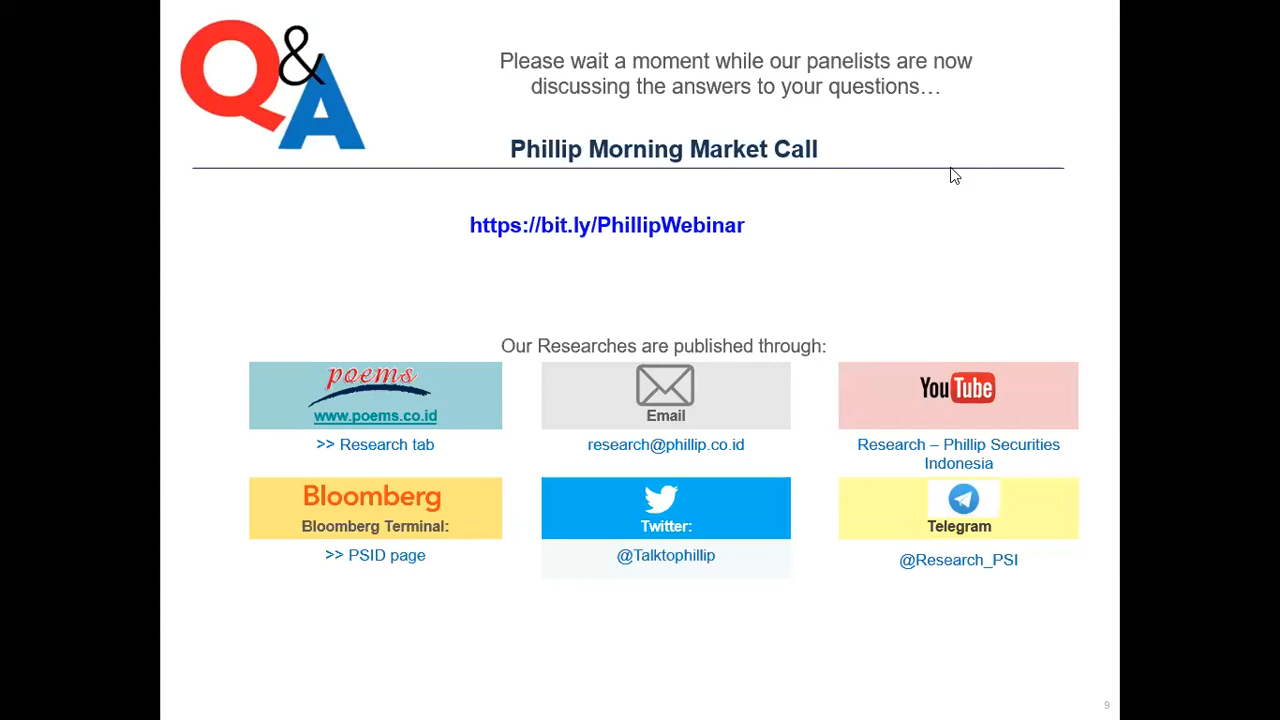 Q&A
Please wait a moment while our panelists are now
discussing the answers to your questions…
Phillip Morning Market Call
https://bit.ly/PhillipWebinar
Our Researches are published through:
poems
www.poems.co.id
>> Research tab
Email
research@phillip.co.id
YouTube
Research – Phillip Securities
Indonesia
Bloomberg
Bloomberg Terminal:
>> PSID page
Twitter:
@Talktophillip
Telegram
@Research_PSI
9